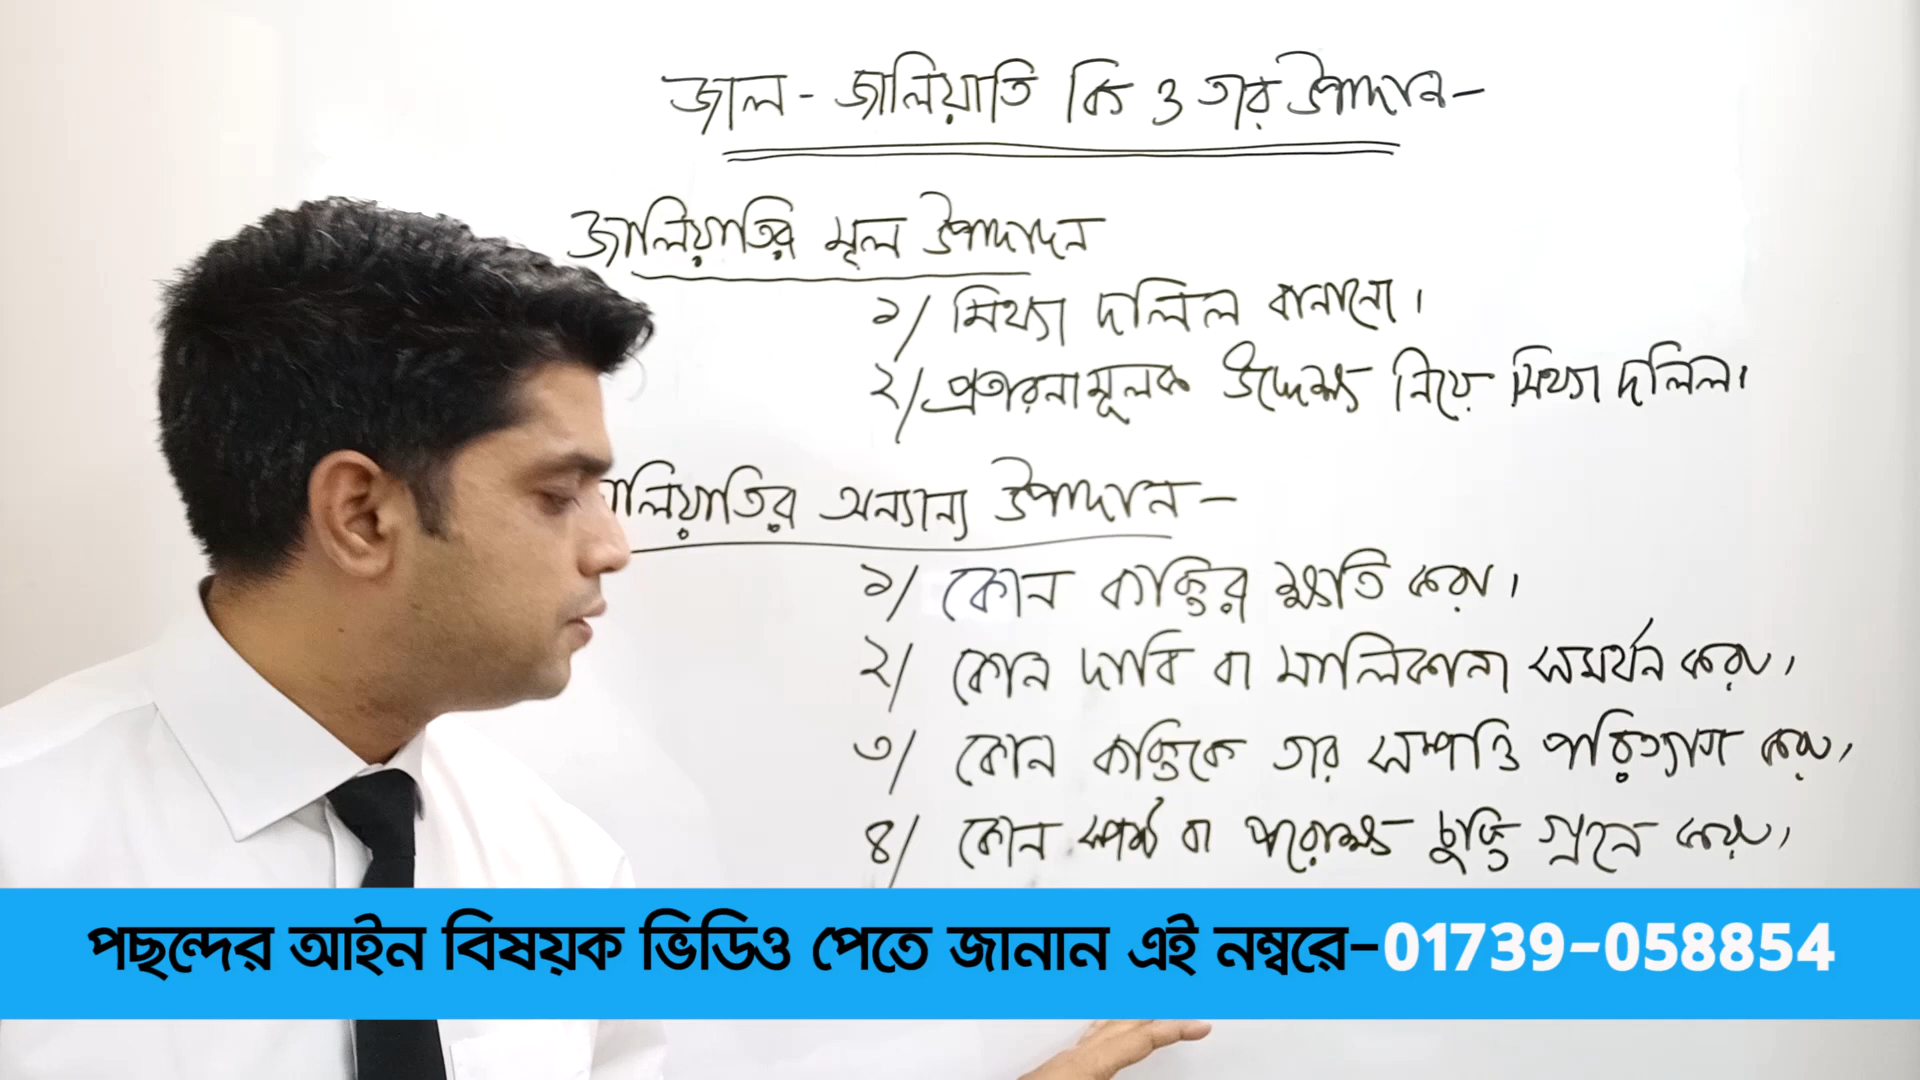 জাল - জালিয়াতি কি ও তার উপাদান-
জালিয়াতির মূল উপাদান
১/ মিথ্যা দলিল বানানো।
২/ প্রতারনামূলক উদ্দেশ্য নিয়ে মিথ্যা দলিল।
ালিয়াতির অন্যান্য উপাদান-
১/ কোন ব্যক্তির ক্ষতি করা।
২/ কোন দাবি বা মালিকানা সমর্থন করা,
৩/ কোন ব্যক্তিকে তার সম্পত্তি পরিত্যাগ করা,
৪/ কোন স্পষ্ট বা পরোক্ষ চুক্তি গ্রহনে করা,
পছন্দের আইন বিষয়ক ভিডিও পেতে জানান এই নম্বরে-01739-058854